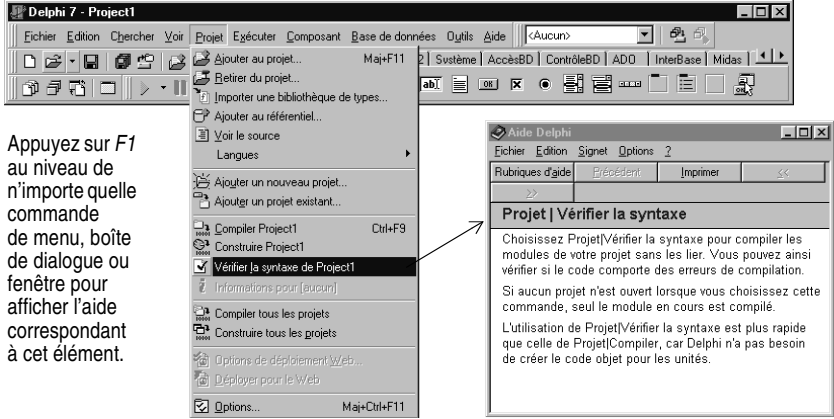 Delphi 7 - Project1
Fichier Edition Chercher Voir Projet Exécuter Composant Base de données Outils Aide <Aucun>
2 Système AccèsBD ContrôleBD ADO InterBase Midas
Ajouter au projet... Maj+F11
Retirer du projet...
Importer une bibliothèque de types...
Ajouter au référentiel...
Voir le source
Langues
Ajouter un nouveau projet...
Ajouter un projet existant...
Compiler Project1 Ctrl+F9
Construire Project1
Vérifier la syntaxe de Project1
Informations pour [aucun]
Compiler tous les projets
Construire tous les projets
Options de déploiement Web...
Déployer pour le Web
Options... Maj+Ctrl+F11
Appuyez sur F1
au niveau de
n'importe quelle
commande
de menu, boîte
de dialogue ou
fenêtre pour
afficher l'aide
correspondant
à cet élément.
Aide Delphi
Fichier Edition Signet Options ?
Rubriques d'aide Précédent Imprimer <<
>>
Projet | Vérifier la syntaxe
Choisissez Projet|Vérifier la syntaxe pour compiler les
modules de votre projet sans les lier. Vous pouvez ainsi
vérifier si le code comporte des erreurs de compilation.
Si aucun projet n'est ouvert lorsque vous choisissez cette
commande, seul le module en cours est compilé.
L'utilisation de Projet|Vérifier la syntaxe est plus rapide
que celle de Projet|Compiler, car Delphi n'a pas besoin
de créer le code objet pour les unités.